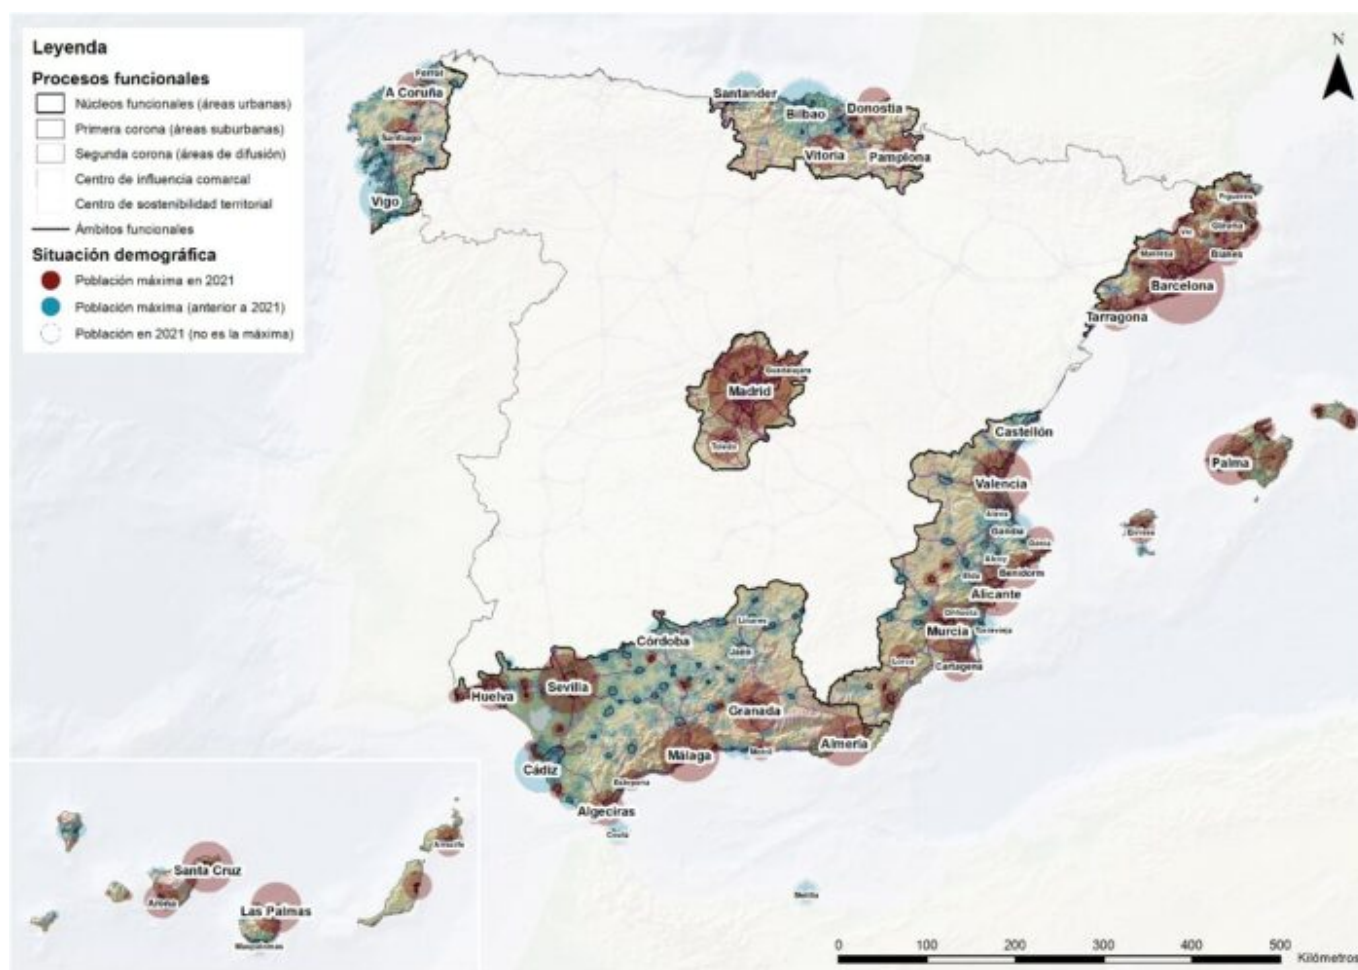 Leyenda
Procesos funcionales
Núcleos funcionales (áreas urbanas)
Primera corona (áreas suburbanas)
Segunda corona (áreas de difusión)
Centro de influencia comarcal
Centro de sostenibilidad territorial
Ámbitos funcionales
Situación demográfica
Población máxima en 2021
Población máxima (anterior a 2021)
Población en 2021 (no es la máxima)
N
Ferrol
A Coruña
Santiago
Vigo
Santander
Bilbao
Donostia
Vitoria
Pamplona
Figueres
Vic
Girona
Manresa
Blanes
Barcelona
Tarragona
Guadalajara
Madrid
Toledo
Castellón
Valencia
Palma
Alzira
Gandia
Denia
Eivissa
Alcoy
Elda
Benidorm
Alicante
Orihuela
Murcia
Torrevieja
Lorca
Cartagena
Linares
Córdoba
Jaén
Huelva
Sevilla
Granada
Almería
Málaga
Motril
Cádiz
Estepona
Algeciras
Ceuta
Melilla
Arrecife
Santa Cruz
Arona
Las Palmas
Maspalomas
0 100 200 300 400 500
Kilómetros